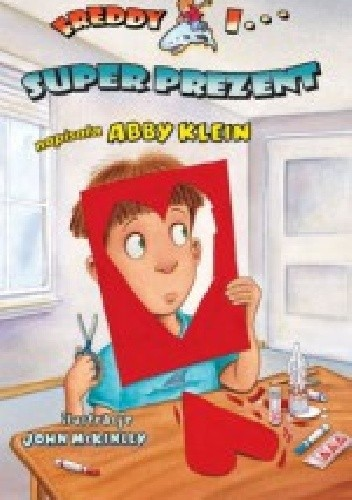 FREDDY I...
SUPER PREZENT
napisała ABBY KLEIN
ilustracje
JOHN MCKINLEY